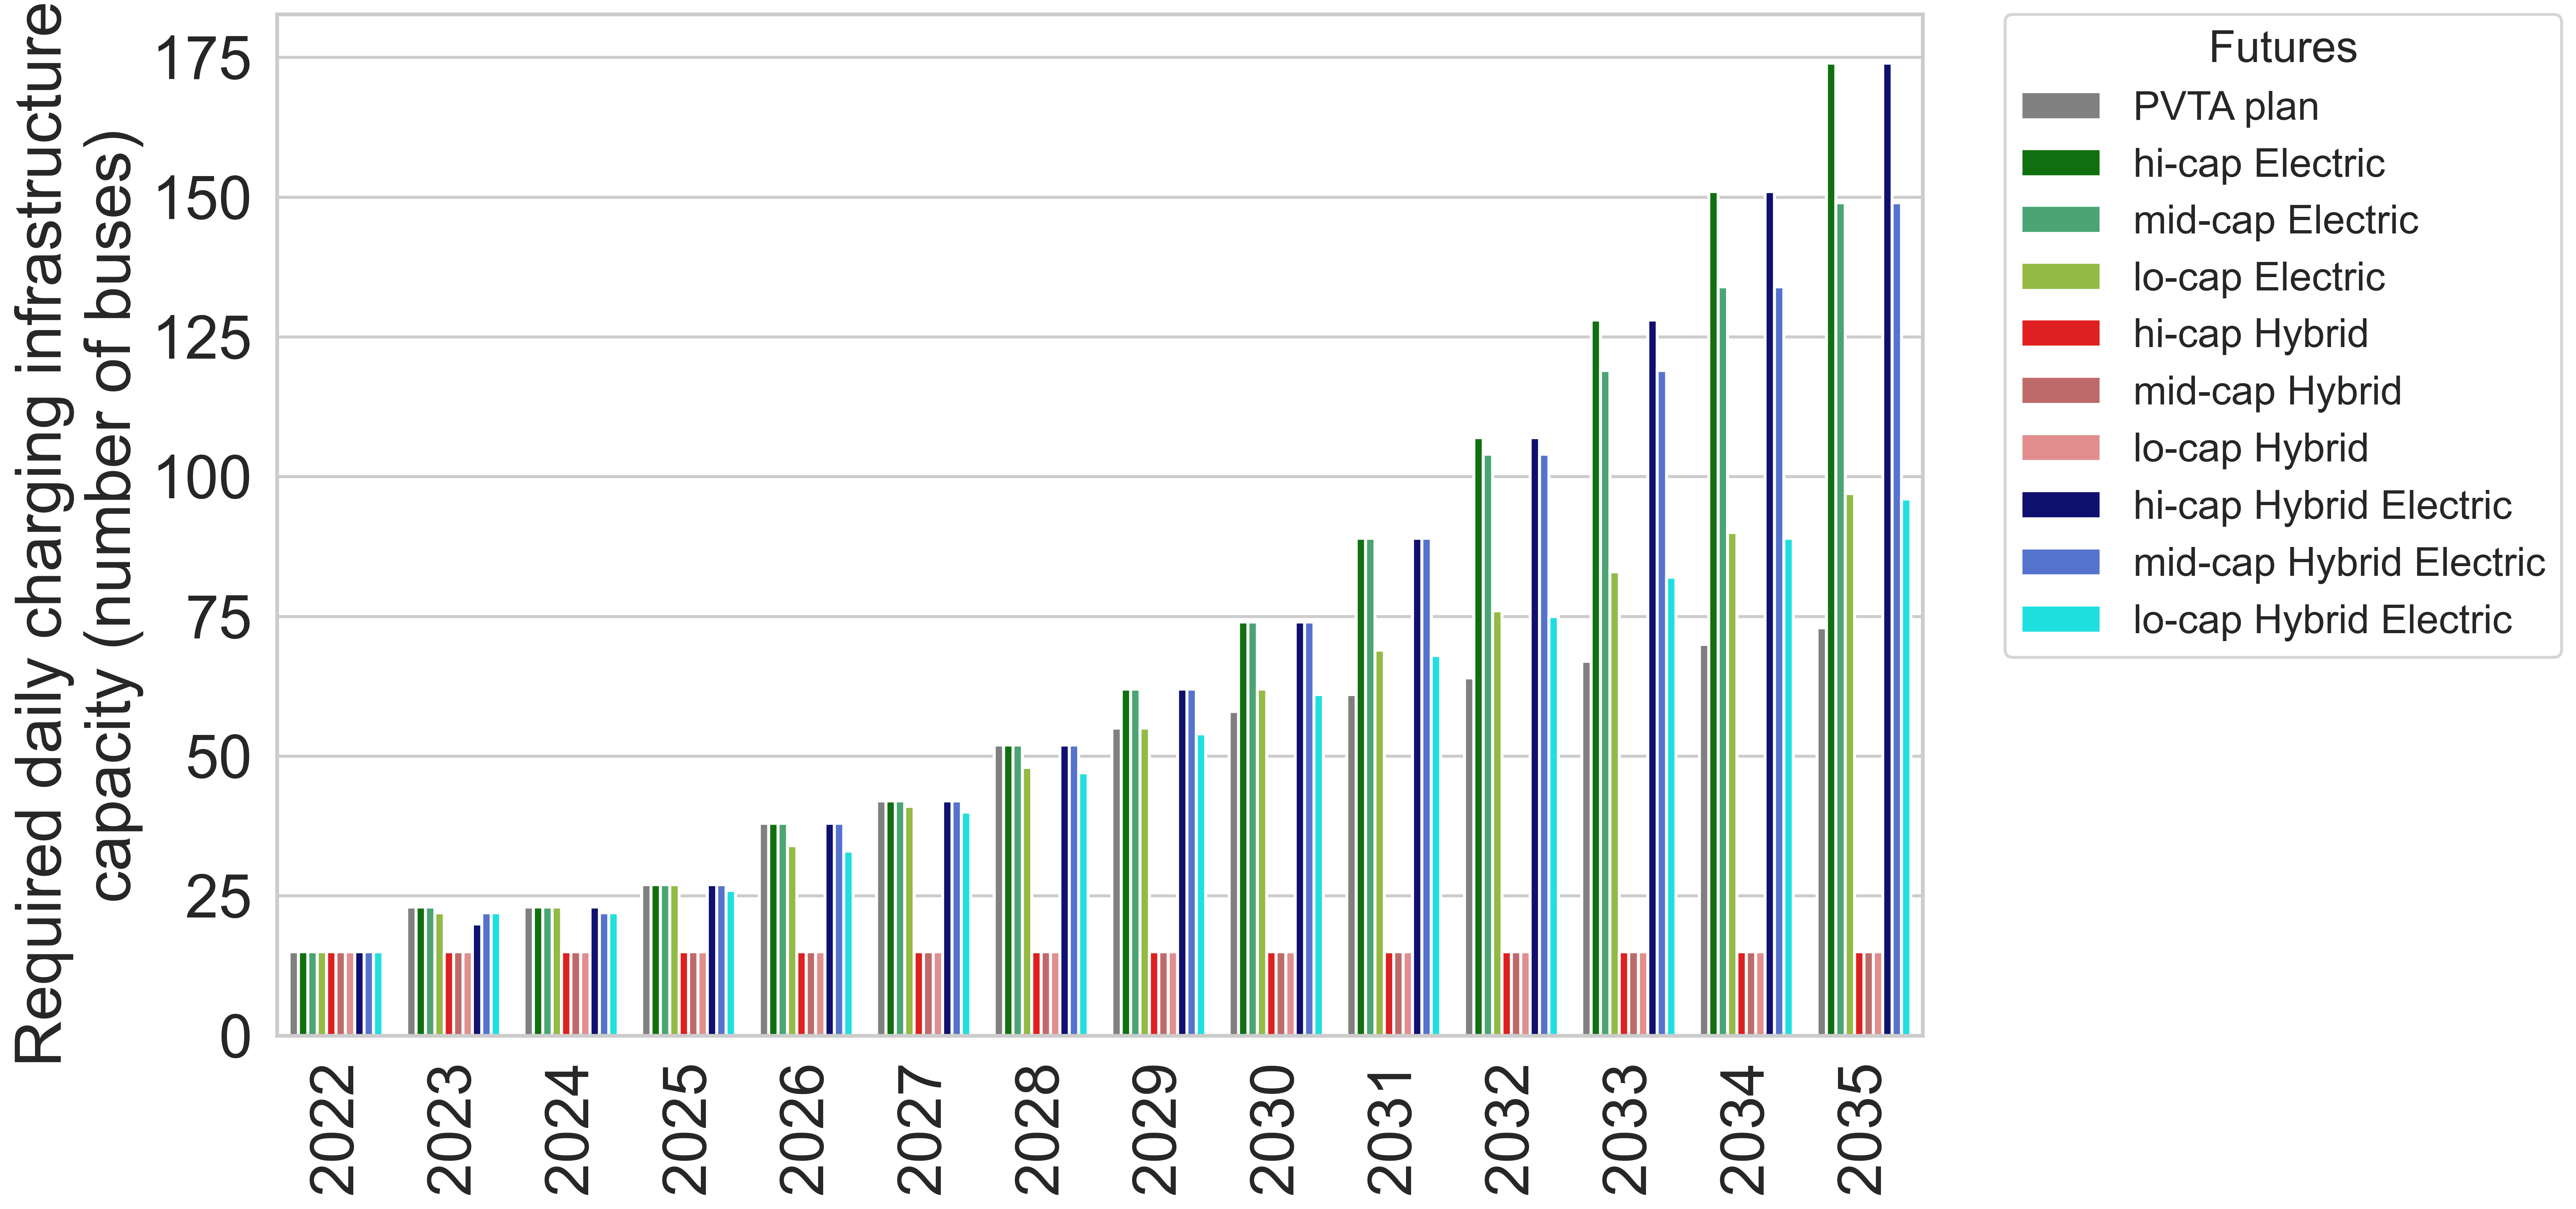 Required daily charging infrastructure
capacity (number of buses)
175
150
125
100
75
50
25
0
2022
2023
2024
2025
2026
2027
2028
2029
2030
2031
2032
2033
2034
2035
Futures
PVTA plan
hi-cap Electric
mid-cap Electric
lo-cap Electric
hi-cap Hybrid
mid-cap Hybrid
lo-cap Hybrid
hi-cap Hybrid Electric
mid-cap Hybrid Electric
lo-cap Hybrid Electric